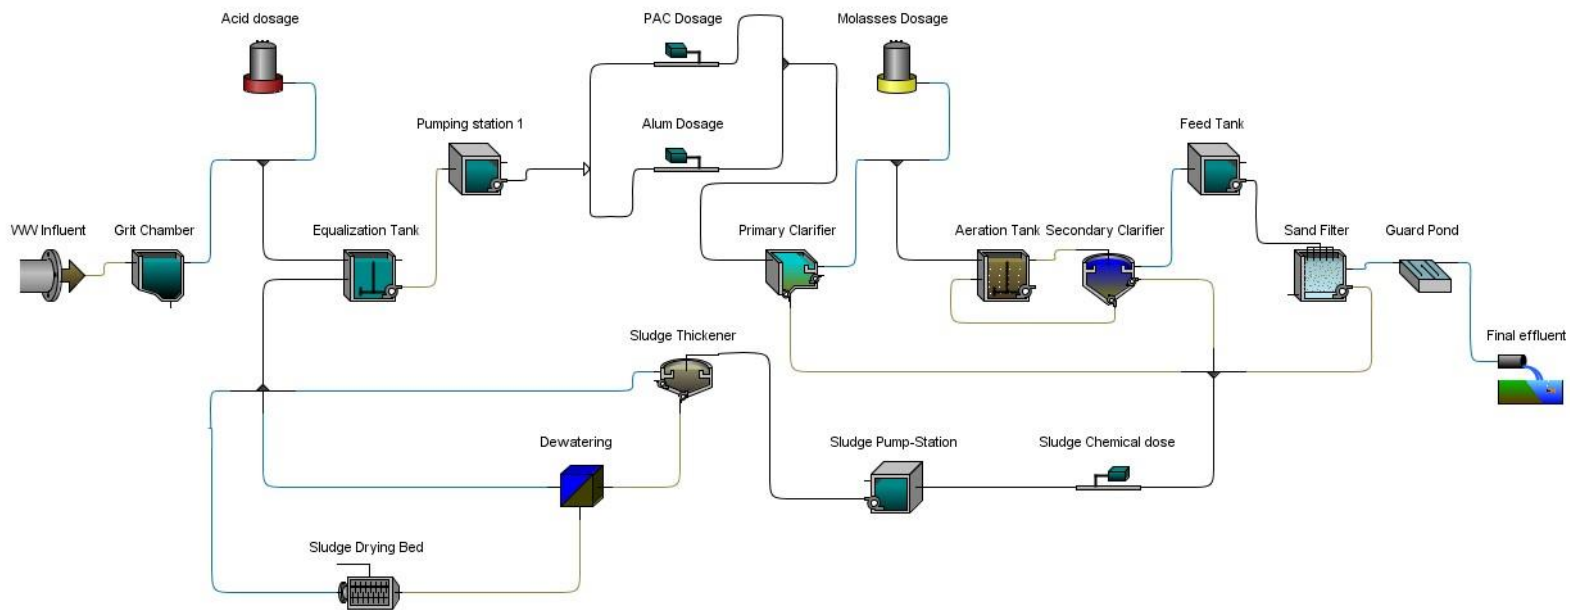 Acid dosage
PAC Dosage
Molasses Dosage
Pumping station 1
Alum Dosage
Feed Tank
WW Influent
Grit Chamber
Equalization Tank
Primary Clarifier
Aeration Tank
Secondary Clarifier
Sand Filter
Guard Pond
Sludge Thickener
Final effluent
Dewatering
Sludge Pump-Station
Sludge Chemical dose
Sludge Drying Bed